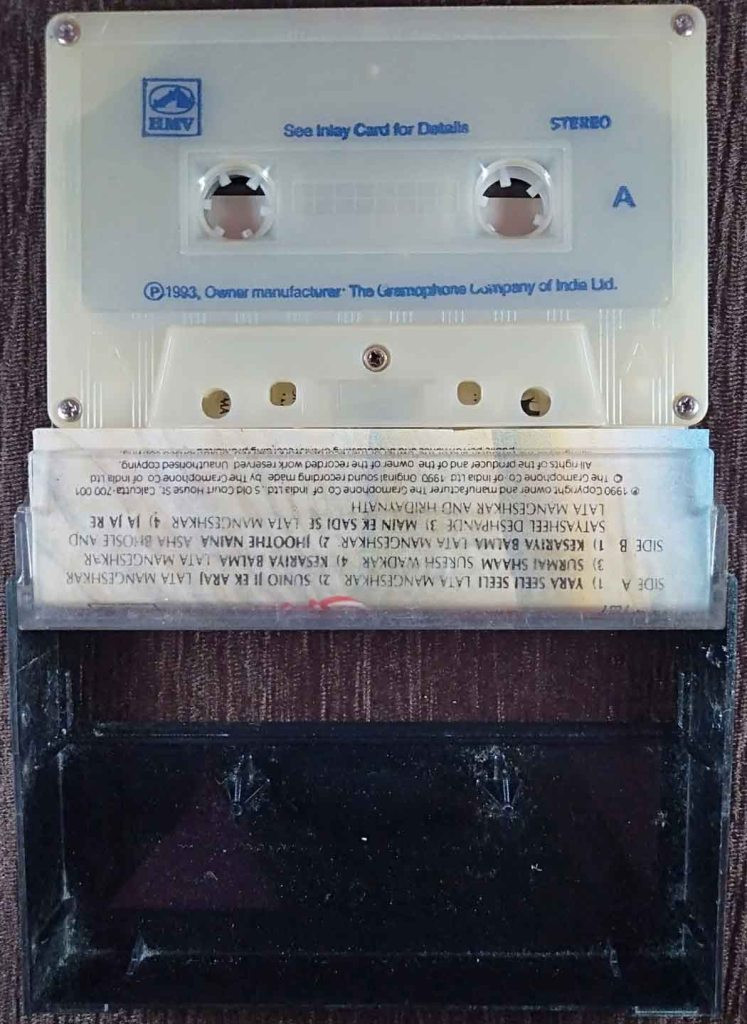 HMV
See Inlay Card for Details
STEREO
A
Ⓟ1993, Owner manufacturer· The Gramophone Company of India Ltd.
SIDE A 1) YARA SEELI SEELI LATA MANGESHKAR 2) SUNIO JI EK ARAJ LATA MANGESHKAR
3) SURMAI SHAAM SURESH WADKAR 4) KESARIYA BALMA LATA MANGESHKAR
SIDE B 1) KESARIYA BALMA LATA MANGESHKAR 2) JHOOTHE NAINA ASHA BHOSLE AND
SATYASHEEL DESHPANDE 3) MAIN EK SADI SE LATA MANGESHKAR 4) JA JA RE
LATA MANGESHKAR AND HRIDAYNATH
Ⓟ 1990 Copyright owner and manufacturer The Gramophone Co of India Ltd., 5 Old Court House St. Calcutta-700 001
© The Gramophone Co of India Ltd 1990 Original sound recording made by The Gramophone Co of India Ltd
All rights of the producer and of the owner of the recorded work reserved Unauthorised copying,